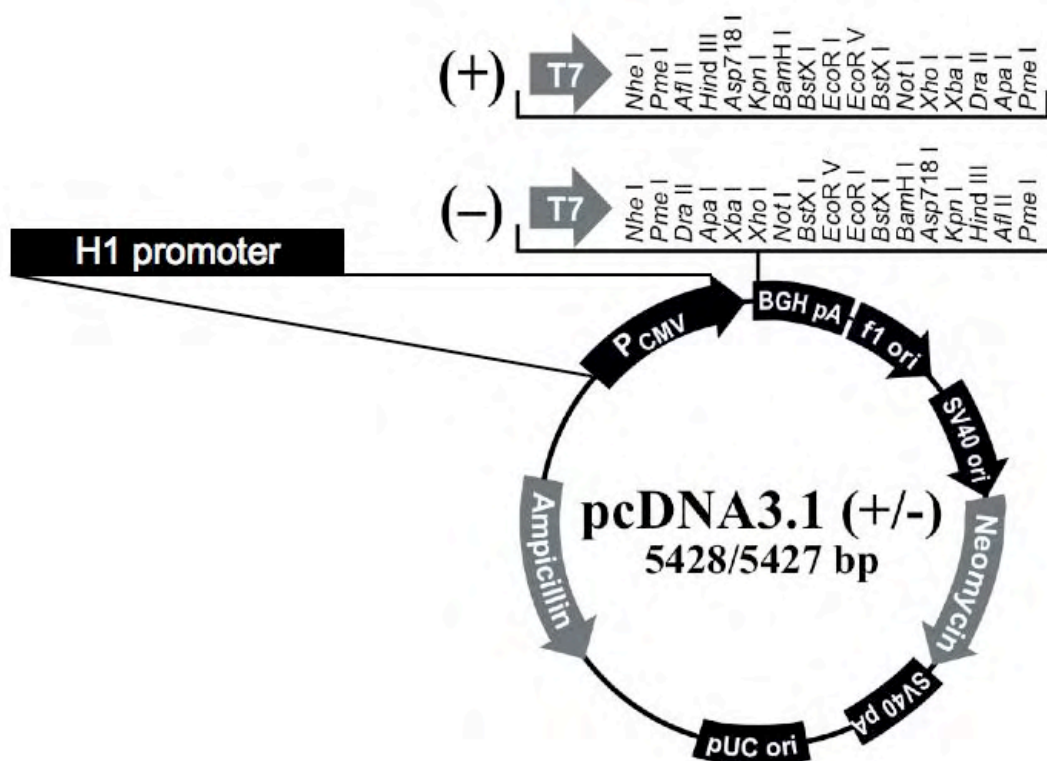 (+)
T7
Nhe I
Pme I
Afl II
Hind III
Asp718 I
Kpn I
BamH I
BstX I
EcoR I
EcoR V
BstX I
Not I
Xho I
Xba I
Dra II
Apa I
Pme I
(−)
T7
Nhe I
Pme I
Dra II
Apa I
Xba I
Xho I
Not I
BstX I
EcoR V
EcoR I
BstX I
BamH I
Asp718 I
Kpn I
Hind III
Afl II
Pme I
H1 promoter
P CMV
BGH pA
f1 ori
SV40 ori
Neomycin
SV40 pA
pUC ori
Ampicillin
pcDNA3.1 (+/-)
5428/5427 bp